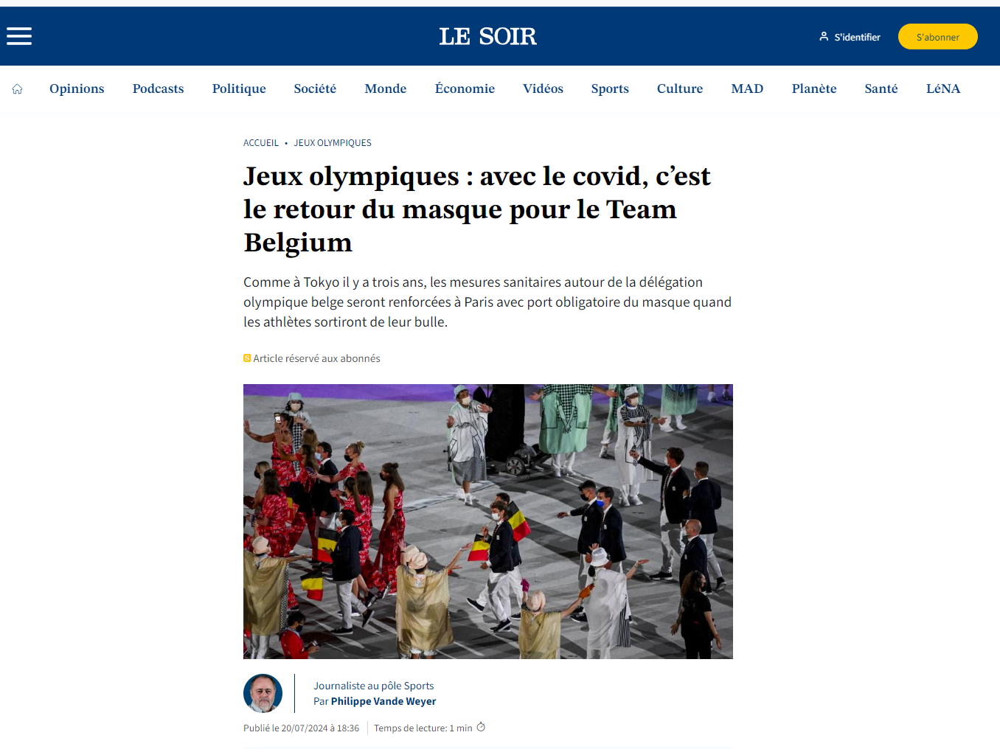 LE SOIR
S'identifier
S'abonner
Opinions Podcasts Politique Société Monde Économie Vidéos Sports Culture MAD Planète Santé LéNA
ACCUEIL • JEUX OLYMPIQUES
Jeux olympiques : avec le covid, c’est
le retour du masque pour le Team
Belgium
Comme à Tokyo il y a trois ans, les mesures sanitaires autour de la délégation
olympique belge seront renforcées à Paris avec port obligatoire du masque quand
les athlètes sortiront de leur bulle.
S Article réservé aux abonnés
Journaliste au pôle Sports
Par Philippe Vande Weyer
Publié le 20/07/2024 à 18:36 Temps de lecture: 1 min